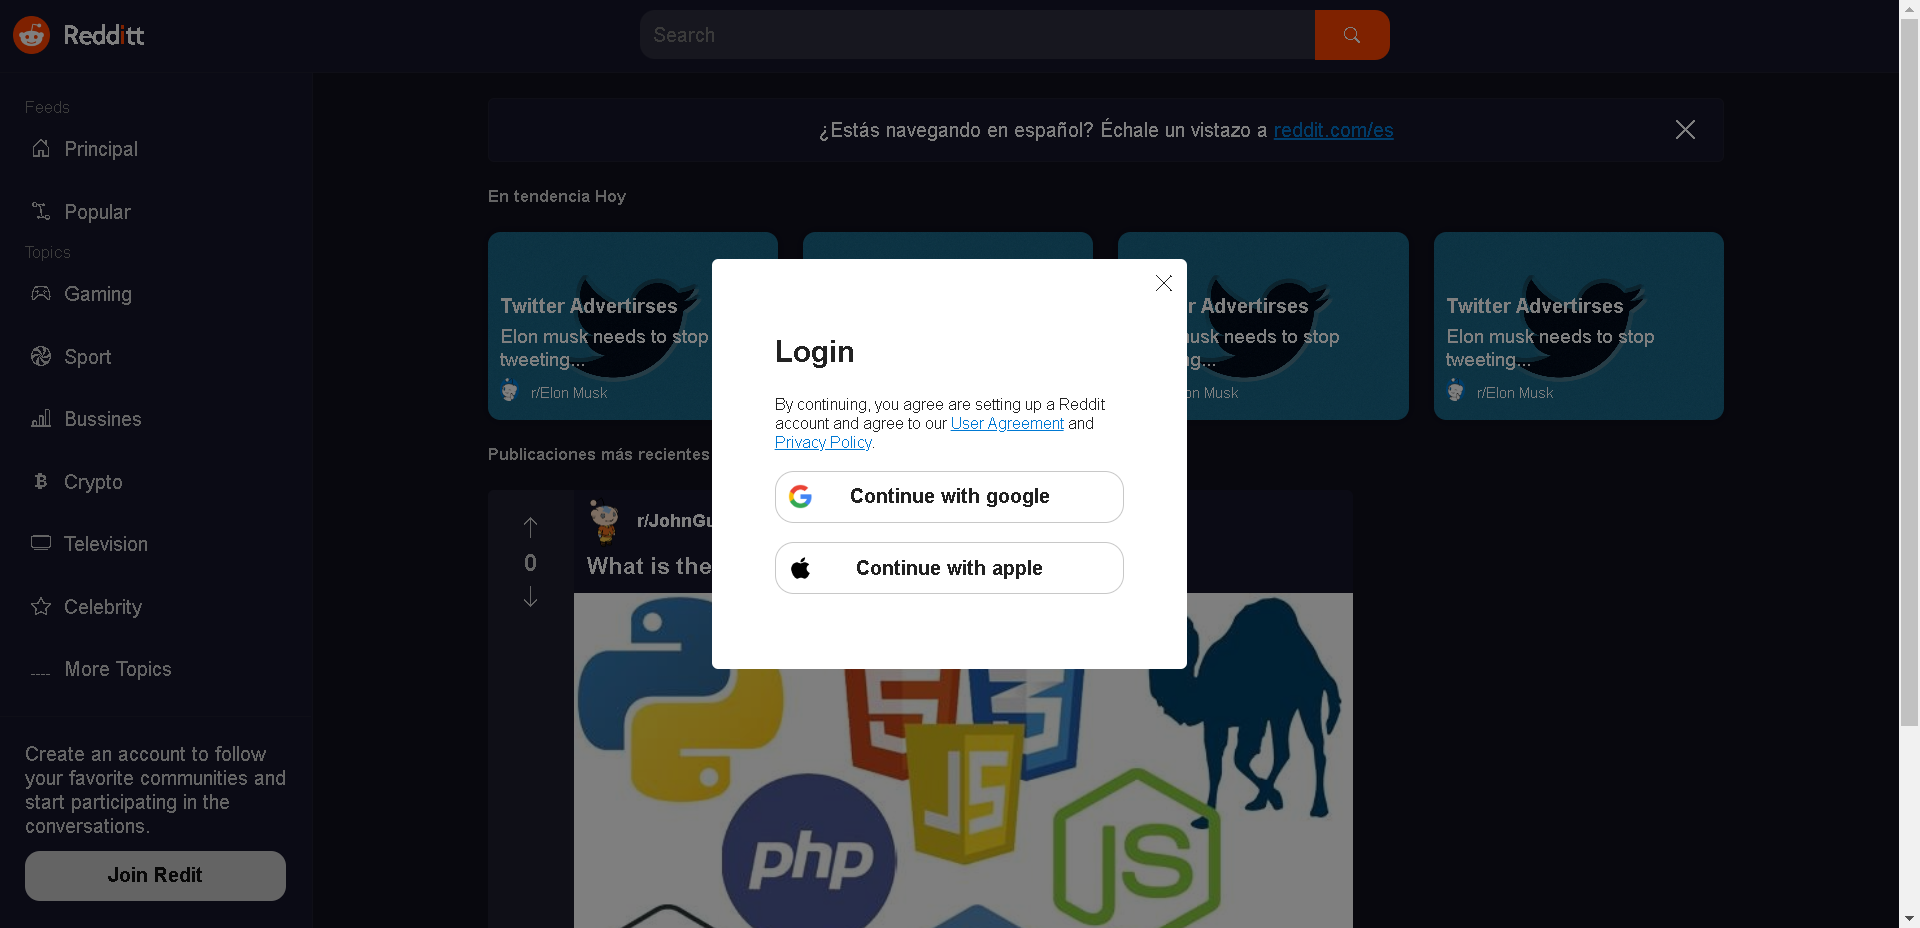 Redditt
Search
Feeds
Principal
Popular
Topics
Gaming
Sport
Bussines
Crypto
Television
Celebrity
More Topics
Create an account to follow
your favorite communities and
start participating in the
conversations.
Join Redit
¿Estás navegando en español? Échale un vistazo a reddit.com/es
En tendencia Hoy
Twitter Advertirses
Elon musk needs to stop
tweeting...
r/Elon Musk
r Advertirses
usk needs to stop
g...
on Musk
Twitter Advertirses
Elon musk needs to stop
tweeting...
r/Elon Musk
Publicaciones más recientes
0
r/JohnGu
What is the
Login
By continuing, you agree are setting up a Reddit
account and agree to our User Agreement and
Privacy Policy.
Continue with google
Continue with apple
JS
php
JS